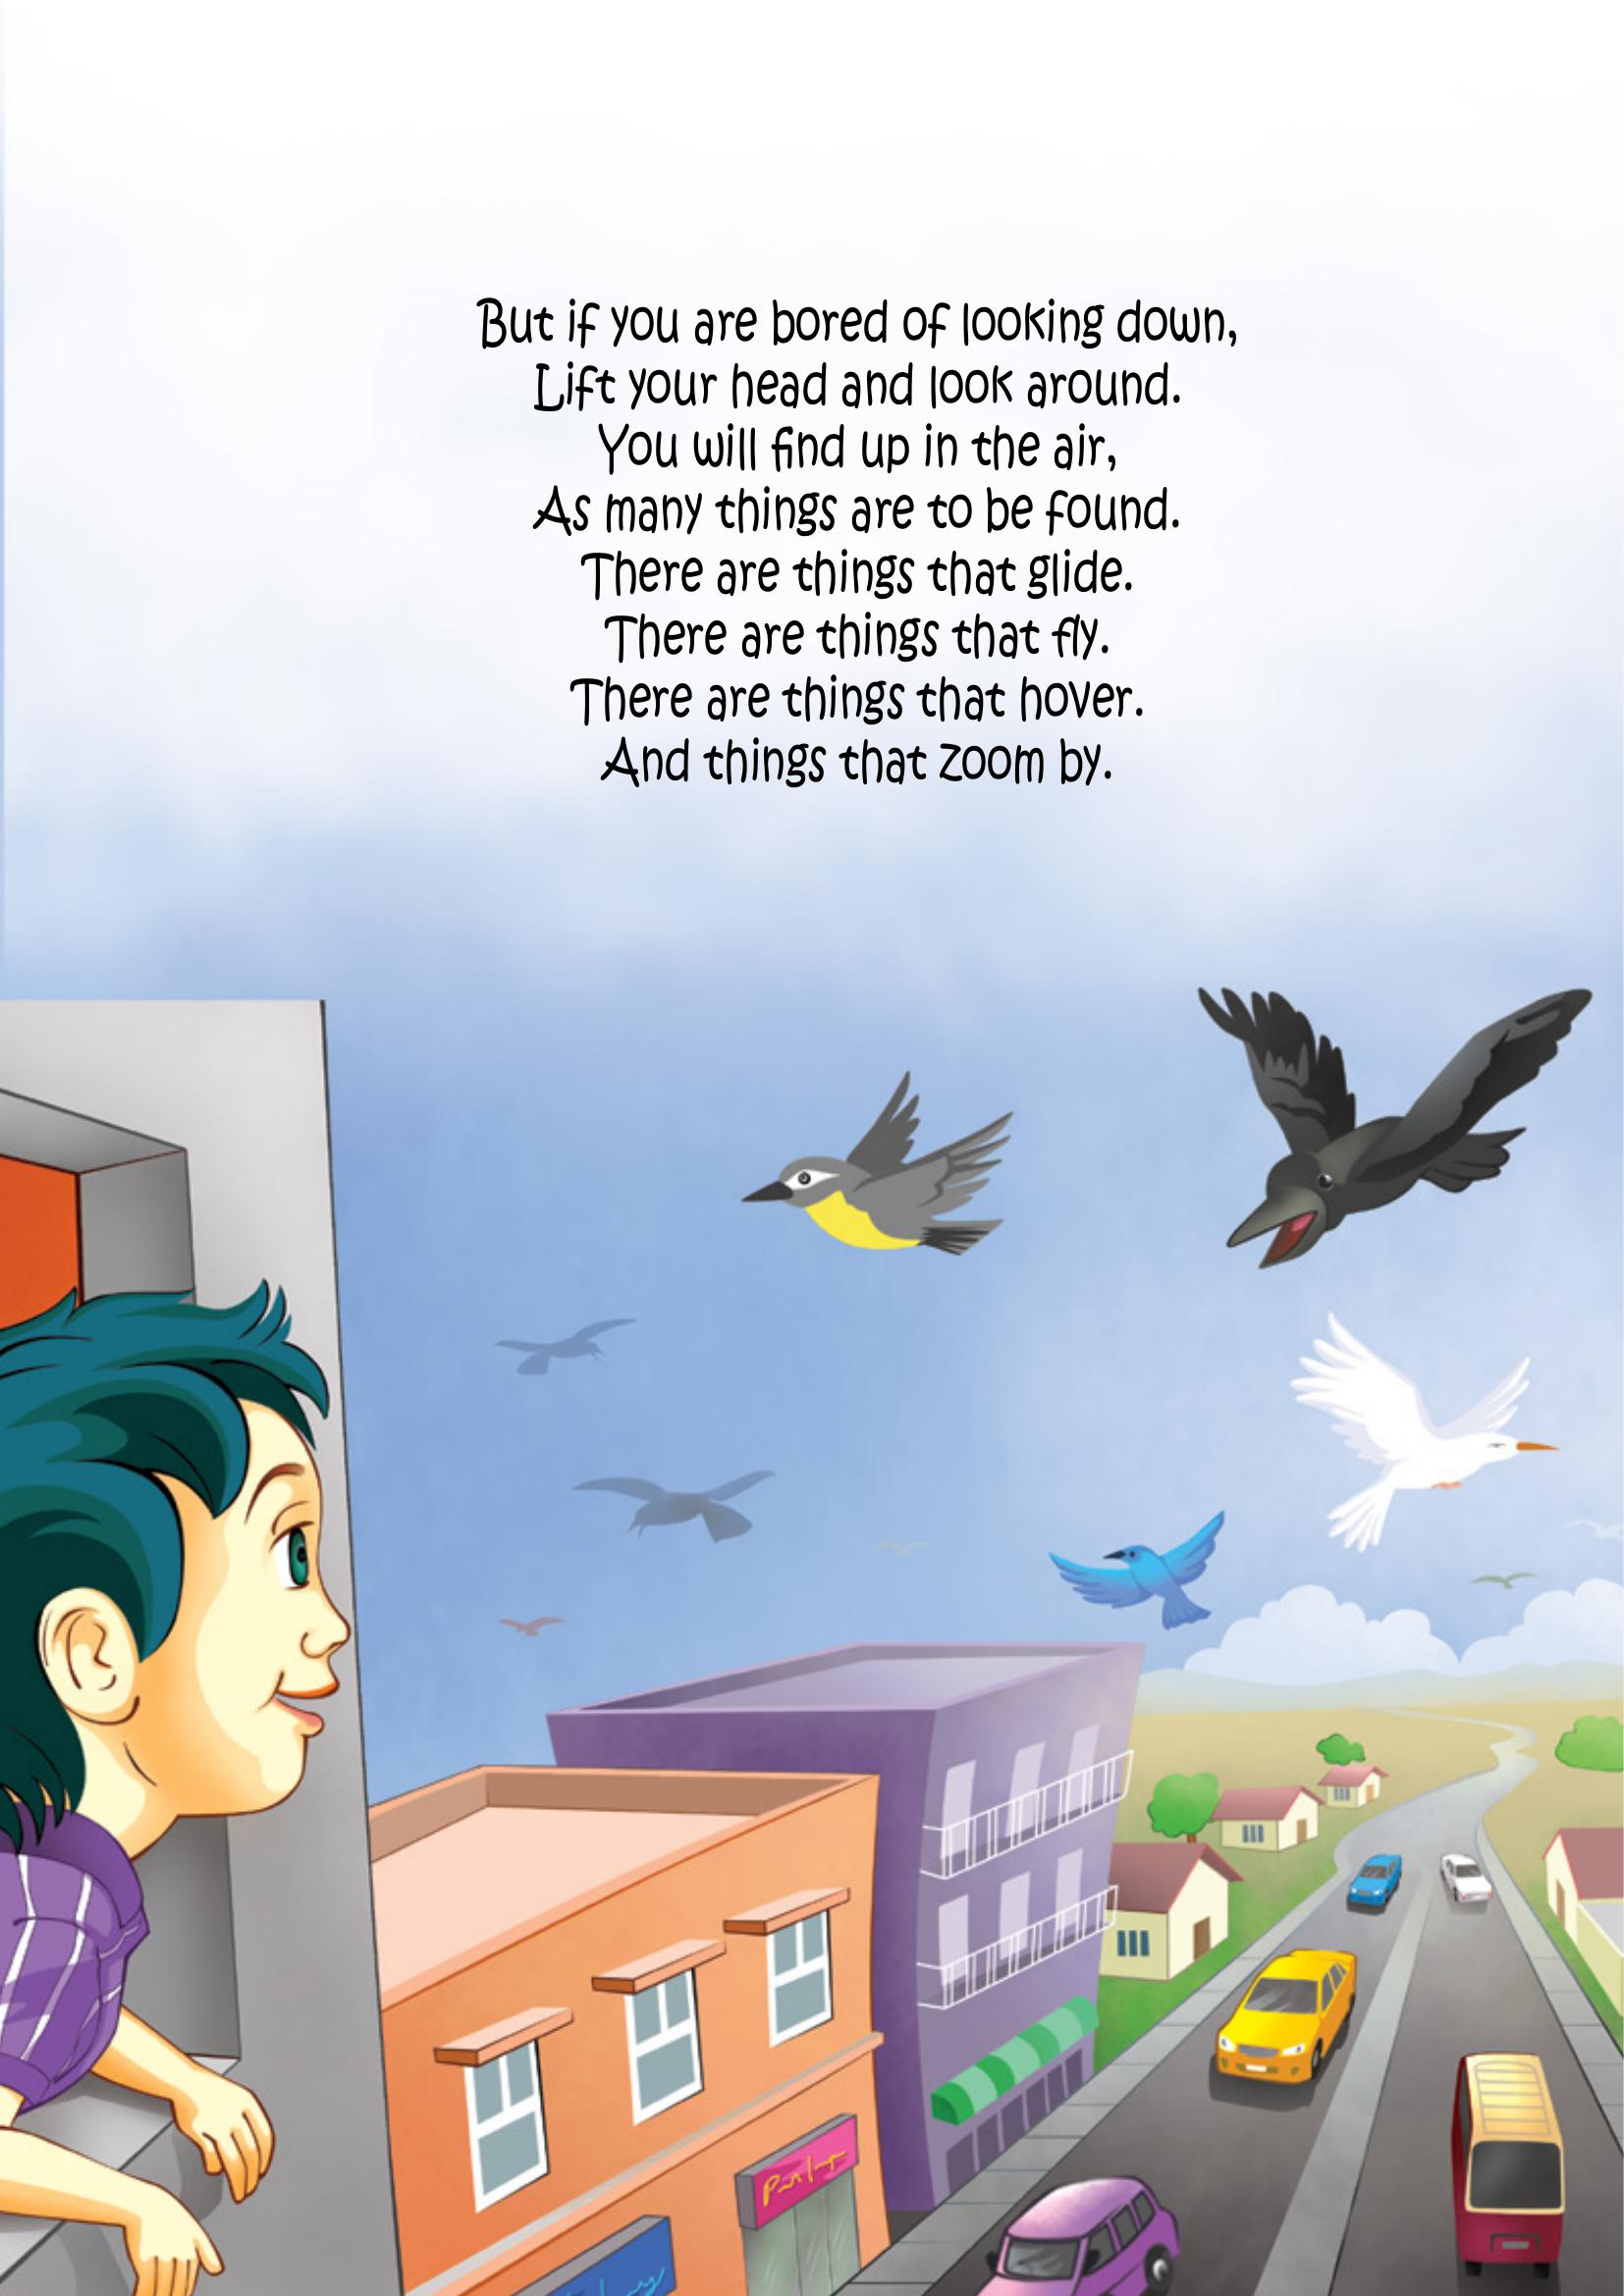 But if you are bored of looking down,
Lift your head and look around.
You will find up in the air,
As many things are to be found.
There are things that glide.
There are things that fly.
There are things that hover.
And things that zoom by.